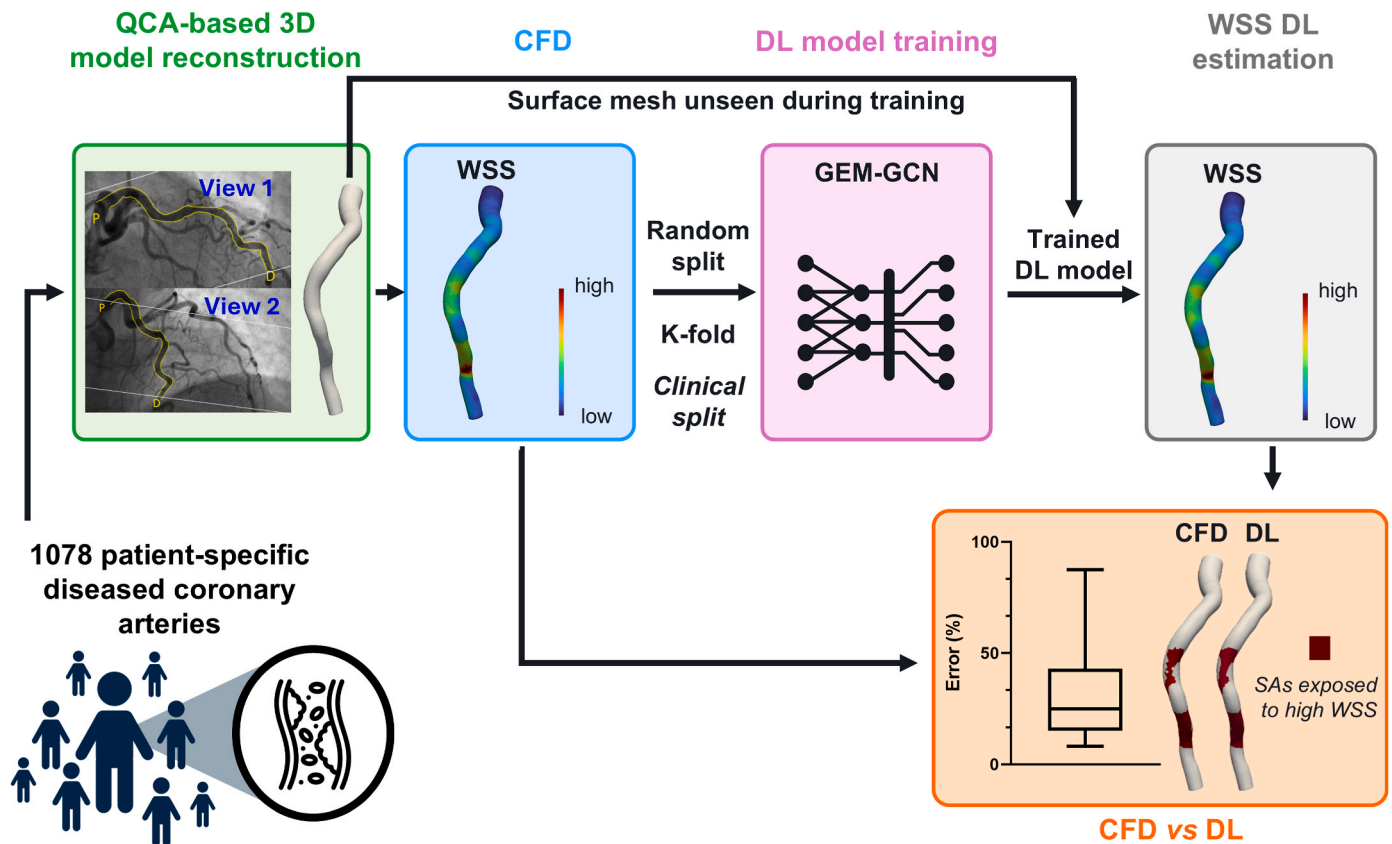 QCA-based 3D
model reconstruction
CFD
DL model training
WSS DL
estimation
Surface mesh unseen during training
View 1
P
D
View 2
P
D
WSS
high
low
Random
split
K-fold
Clinical
split
GEM-GCN
Trained
DL model
WSS
high
low
1078 patient-specific
diseased coronary
arteries
CFD DL
100
50
0
Error (%)
SAs exposed
to high WSS
CFD vs DL